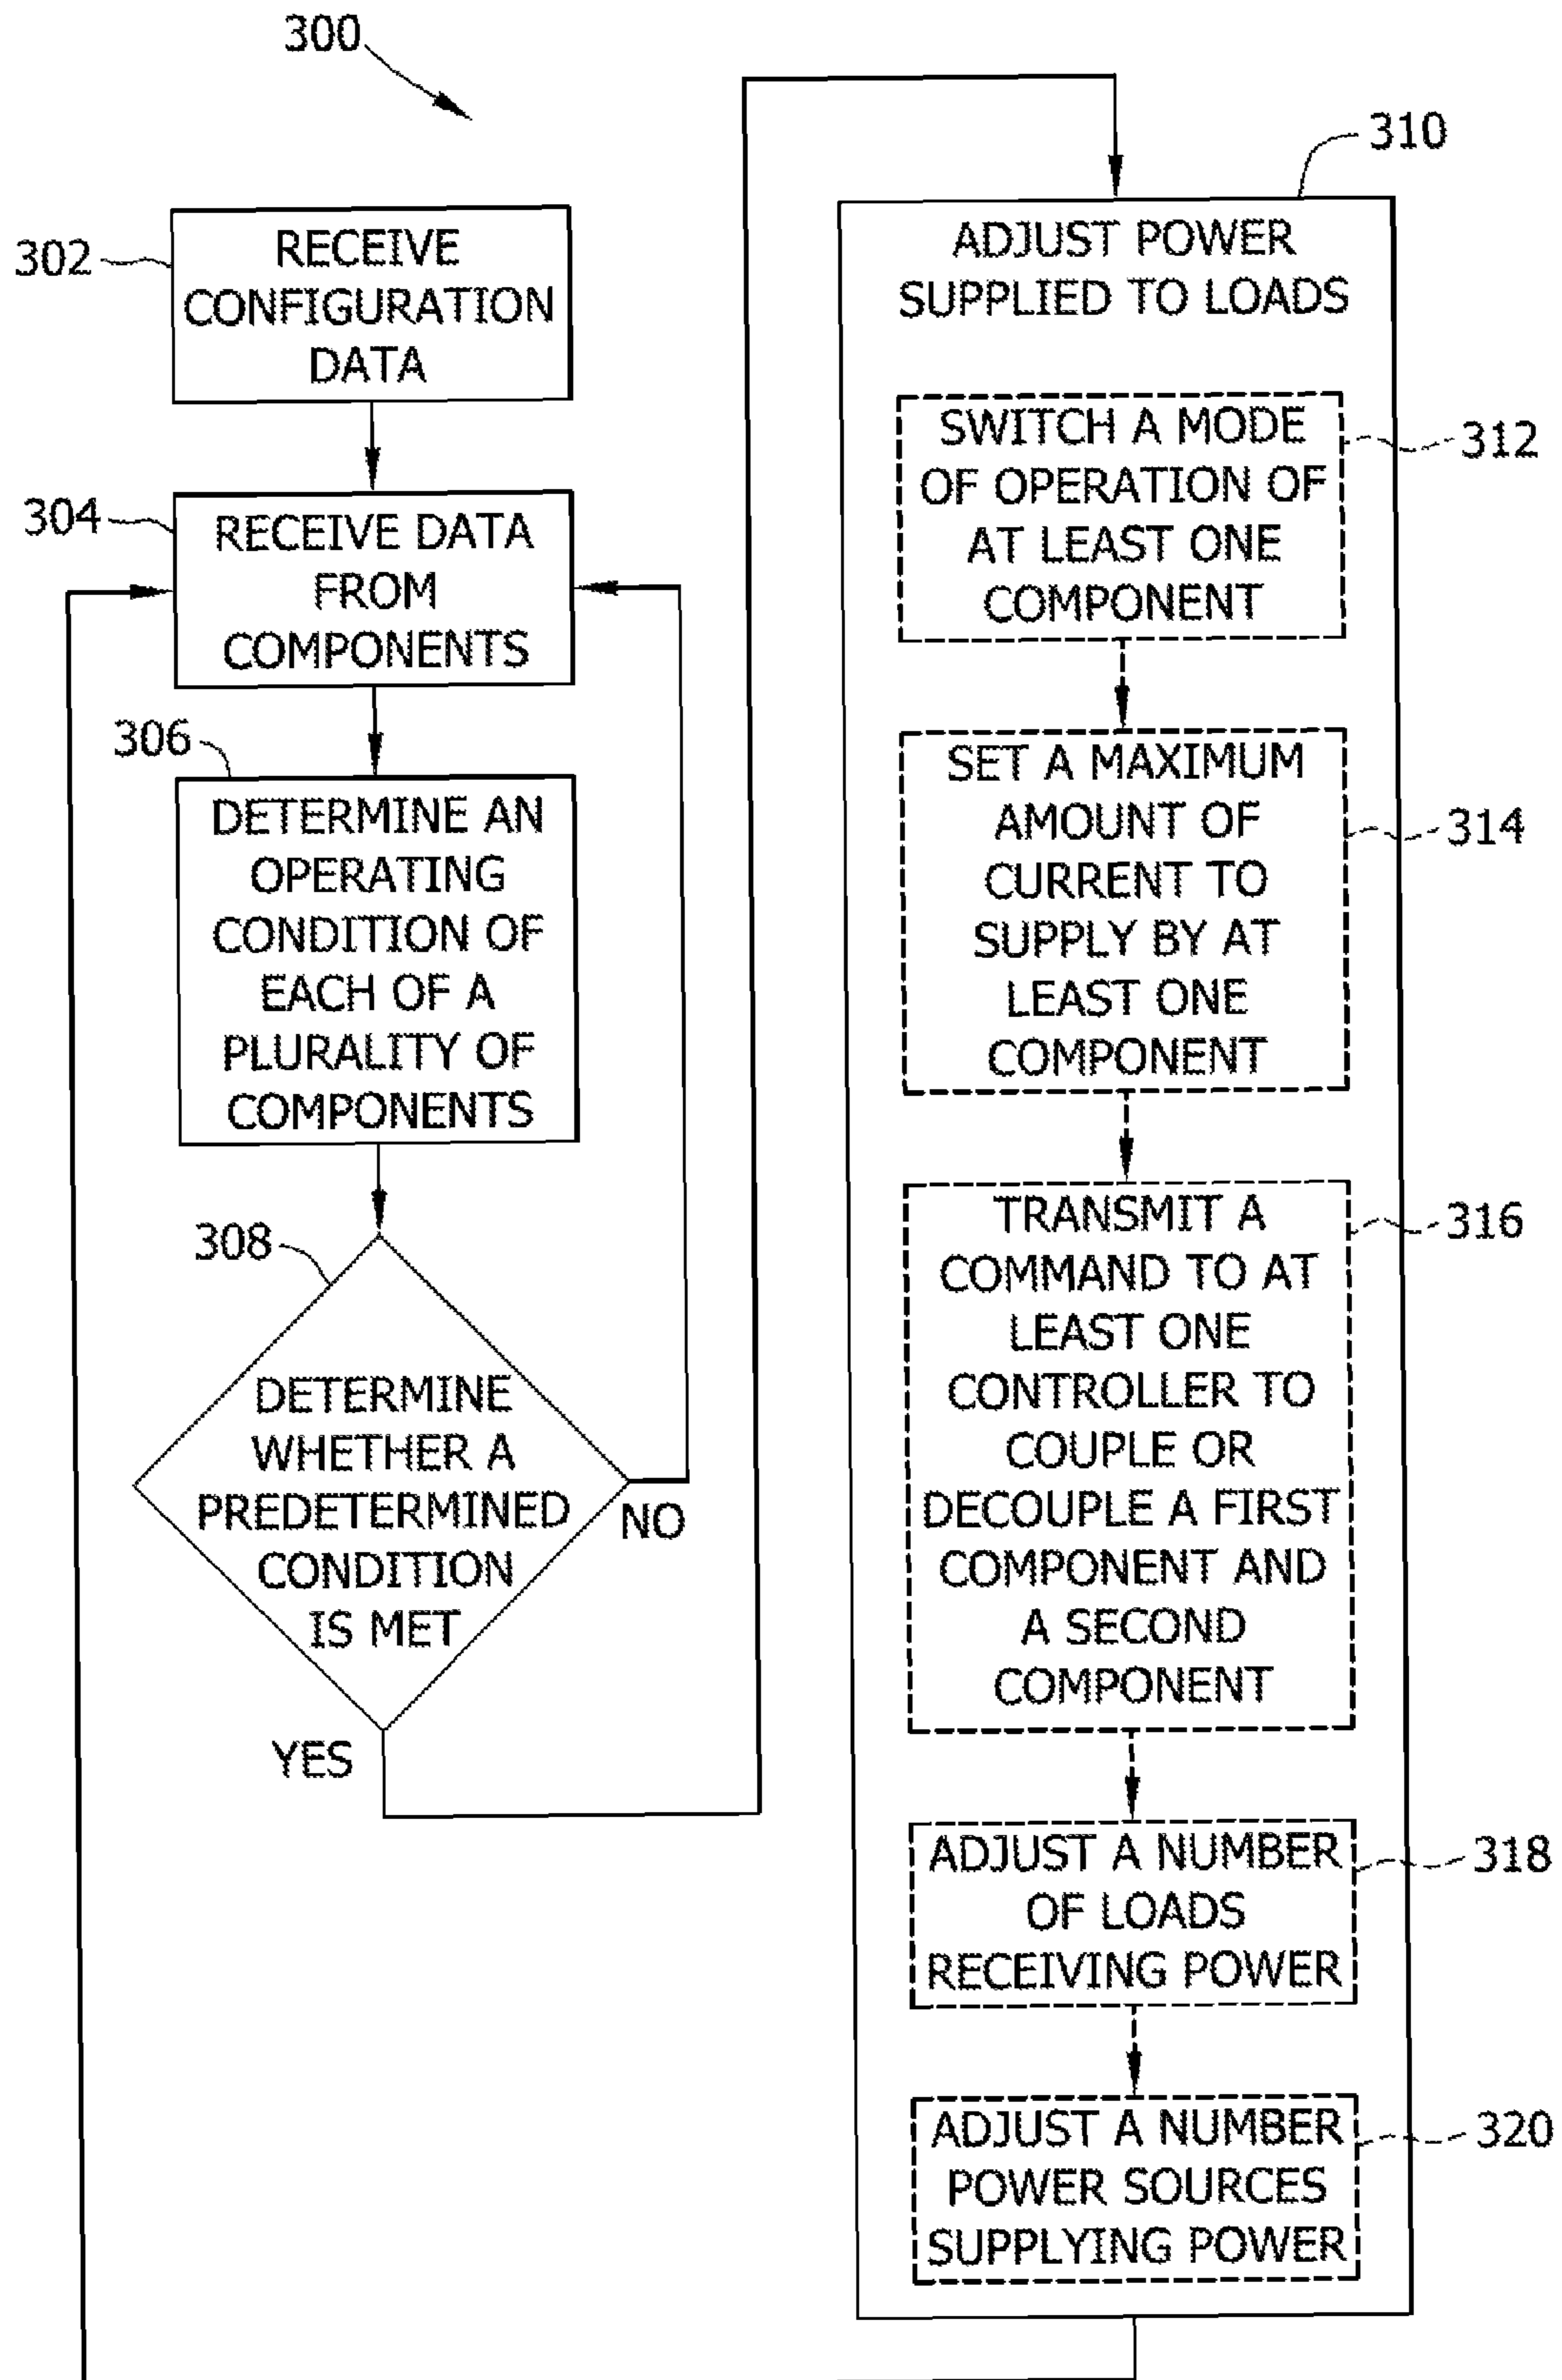 300
302
RECEIVE
CONFIGURATION
DATA
304
RECEIVE DATA
FROM
COMPONENTS
306
DETERMINE AN
OPERATING
CONDITION OF
EACH OF A
PLURALITY OF
COMPONENTS
308
DETERMINE
WHETHER A
PREDETERMINED
CONDITION
IS MET
NO
YES
310
ADJUST POWER
SUPPLIED TO LOADS
312
SWITCH A MODE
OF OPERATION OF
AT LEAST ONE
COMPONENT
314
SET A MAXIMUM
AMOUNT OF
CURRENT TO
SUPPLY BY AT
LEAST ONE
COMPONENT
316
TRANSMIT A
COMMAND TO AT
LEAST ONE
CONTROLLER TO
COUPLE OR
DECOUPLE A FIRST
COMPONENT AND
A SECOND
COMPONENT
318
ADJUST A NUMBER
OF LOADS
RECEIVING POWER
320
ADJUST A NUMBER
POWER SOURCES
SUPPLYING POWER